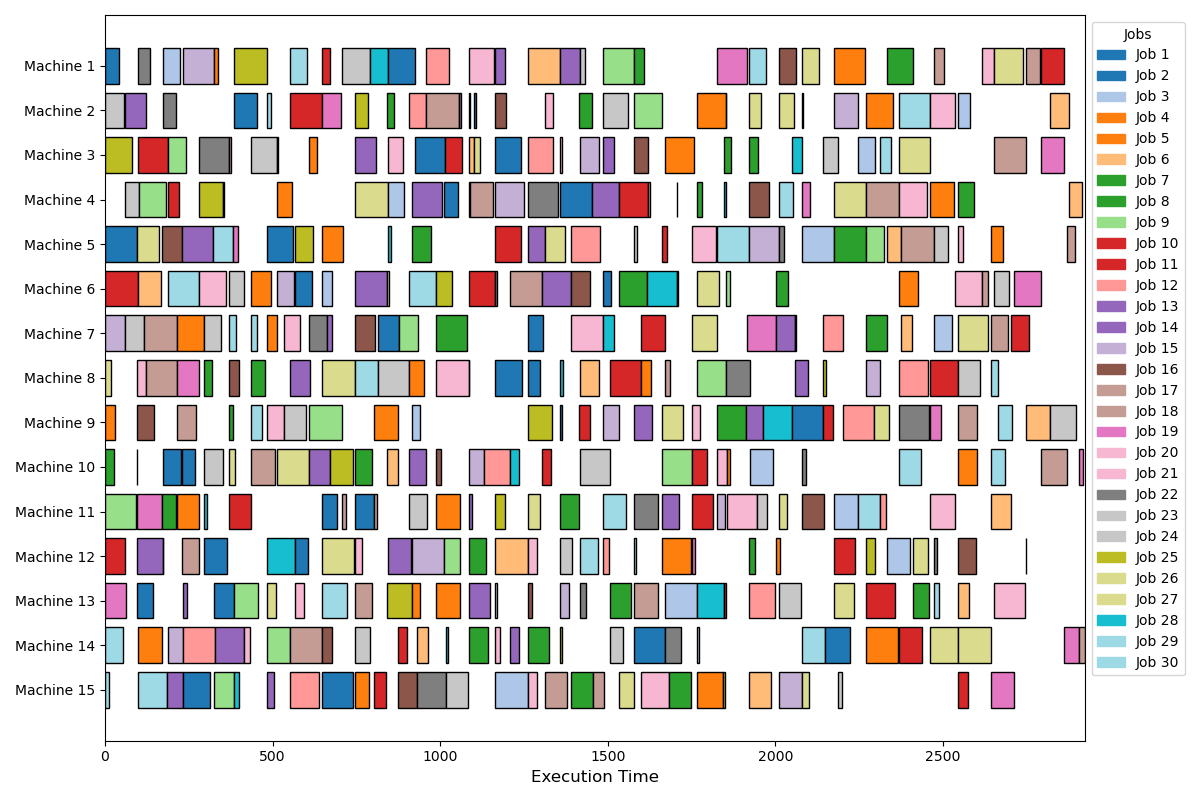 Machine 1
Machine 2
Machine 3
Machine 4
Machine 5
Machine 6
Machine 7
Machine 8
Machine 9
Machine 10
Machine 11
Machine 12
Machine 13
Machine 14
Machine 15
0 500 1000 1500 2000 2500
Execution Time
Jobs
Job 1
Job 2
Job 3
Job 4
Job 5
Job 6
Job 7
Job 8
Job 9
Job 10
Job 11
Job 12
Job 13
Job 14
Job 15
Job 16
Job 17
Job 18
Job 19
Job 20
Job 21
Job 22
Job 23
Job 24
Job 25
Job 26
Job 27
Job 28
Job 29
Job 30